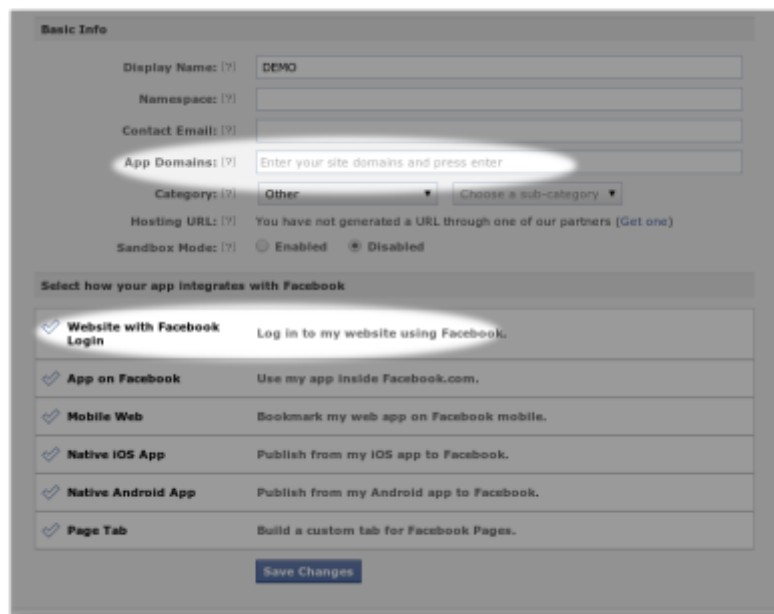 Basic Info
Display Name: [?] DEMO
Namespace: [?]
Contact Email: [?]
App Domains: [?] Enter your site domains and press enter
Category: [?] Other Choose a sub-category
Hosting URL: [?] You have not generated a URL through one of our partners (Get one)
Sandbox Mode: [?] Enabled Disabled
Select how your app integrates with Facebook
Website with Facebook
Login
Log in to my website using Facebook.
App on Facebook Use my app inside Facebook.com.
Mobile Web Bookmark my web app on Facebook mobile.
Native iOS App Publish from my iOS app to Facebook.
Native Android App Publish from my Android app to Facebook.
Page Tab Build a custom tab for Facebook Pages.
Save Changes